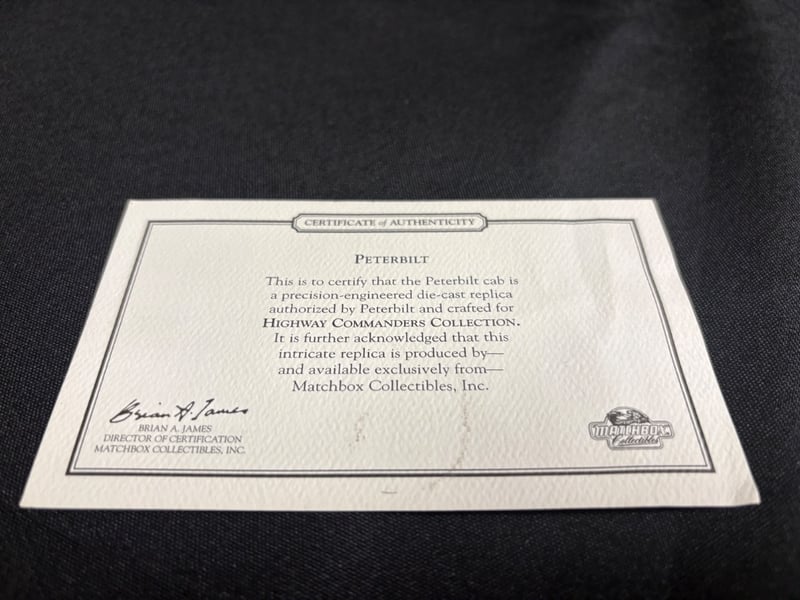 CERTIFICATE of AUTHENTICITY
PETERBILT
This is to certify that the Peterbilt cab is
a precision-engineered die-cast replica
authorized by Peterbilt and crafted for
HIGHWAY COMMANDERS COLLECTION.
It is further acknowledged that this
intricate replica is produced by—
and available exclusively from—
Matchbox Collectibles, Inc.
Brian A. James
BRIAN A. JAMES
DIRECTOR OF CERTIFICATION
MATCHBOX COLLECTIBLES, INC.
MATCHBOX
Collectibles